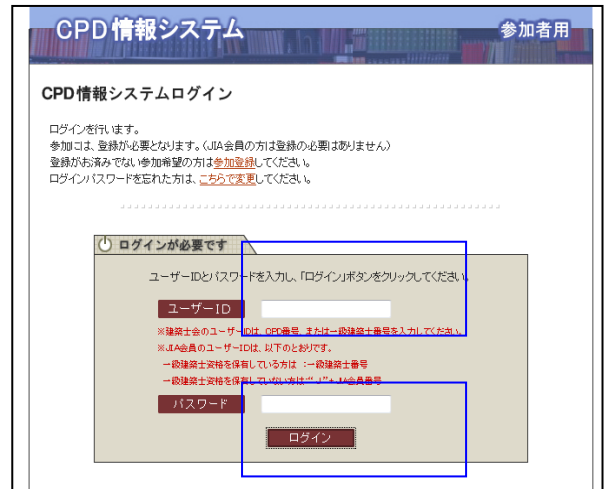 CPD情報システム
参加者用
CPD情報システムログイン
ログインを行います。
参加には、登録が必要となります。(JIA会員の方は登録の必要はありません)
登録がお済みでない参加希望の方は参加登録してください。
ログインパスワードを忘れた方は、こちらで変更してください。
ログインが必要です
ユーザーIDとパスワードを入力し、「ログイン」ボタンをクリックしてください。
ユーザーID
※建築士会のユーザーIDは、CPD番号、または一級建築士番号を入力してください。
※JIA会員のユーザーIDは、以下のとおりです。
一級建築士資格を保有している方は :一級建築士番号
一級建築士資格を保有していない方は:"J"+JIA会員番号
パスワード
ログイン